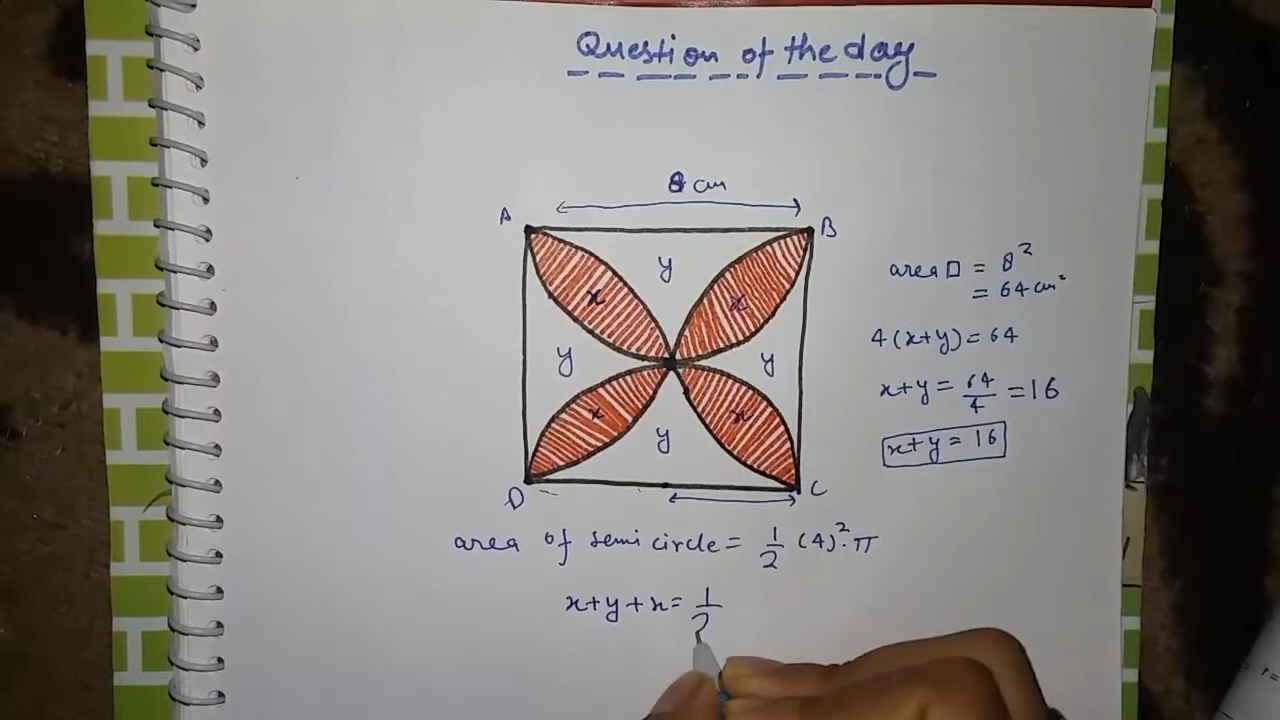 Question of the day
8 cm
A
B
y
x
x
area □ = 8²
= 64 cm²
y
y
4(x+y) = 64
x+y = 64/4 = 16
x
x
y
x+y = 16
D
C
area of semi circle = 1/2 (4)².π
x+y+x = 1/2